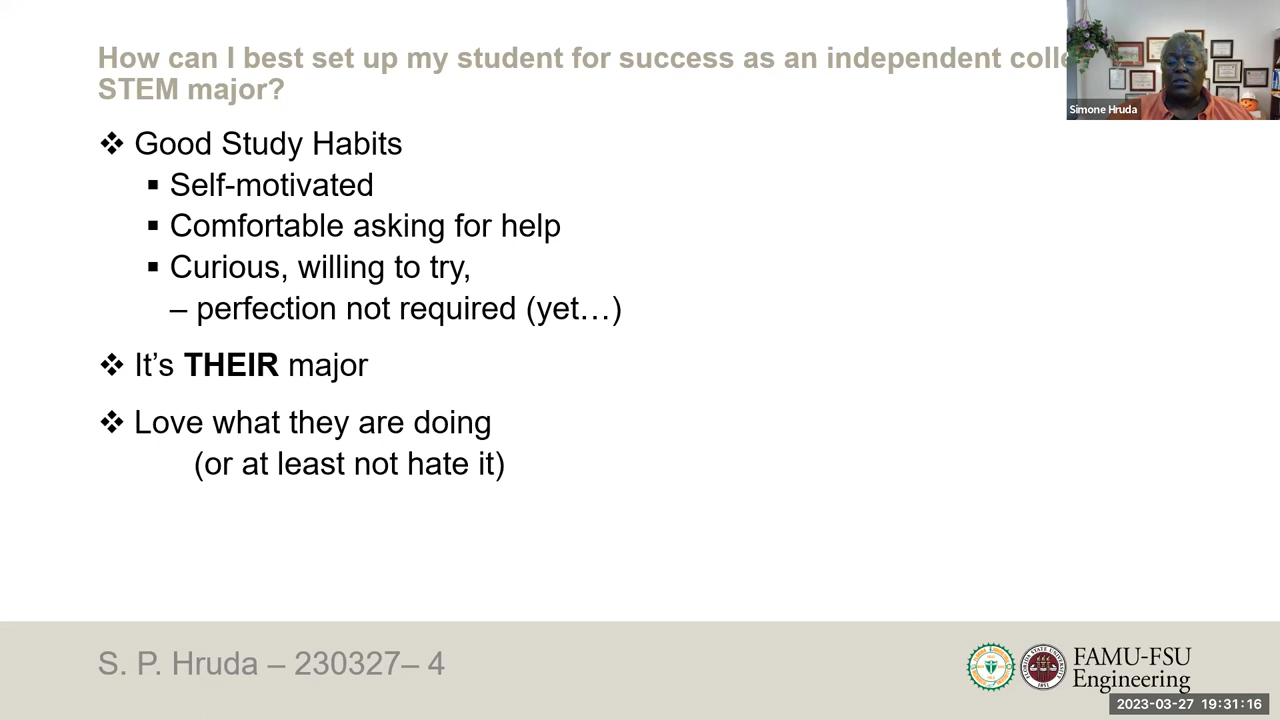 How can I best set up my student for success as an independent colle
STEM major?
Simone Hruda
❖ Good Study Habits
▪ Self-motivated
▪ Comfortable asking for help
▪ Curious, willing to try,
– perfection not required (yet…)
❖ It’s THEIR major
❖ Love what they are doing
(or at least not hate it)
S. P. Hruda – 230327– 4
FAMU-FSU
Engineering
2023-03-27 19:31:16